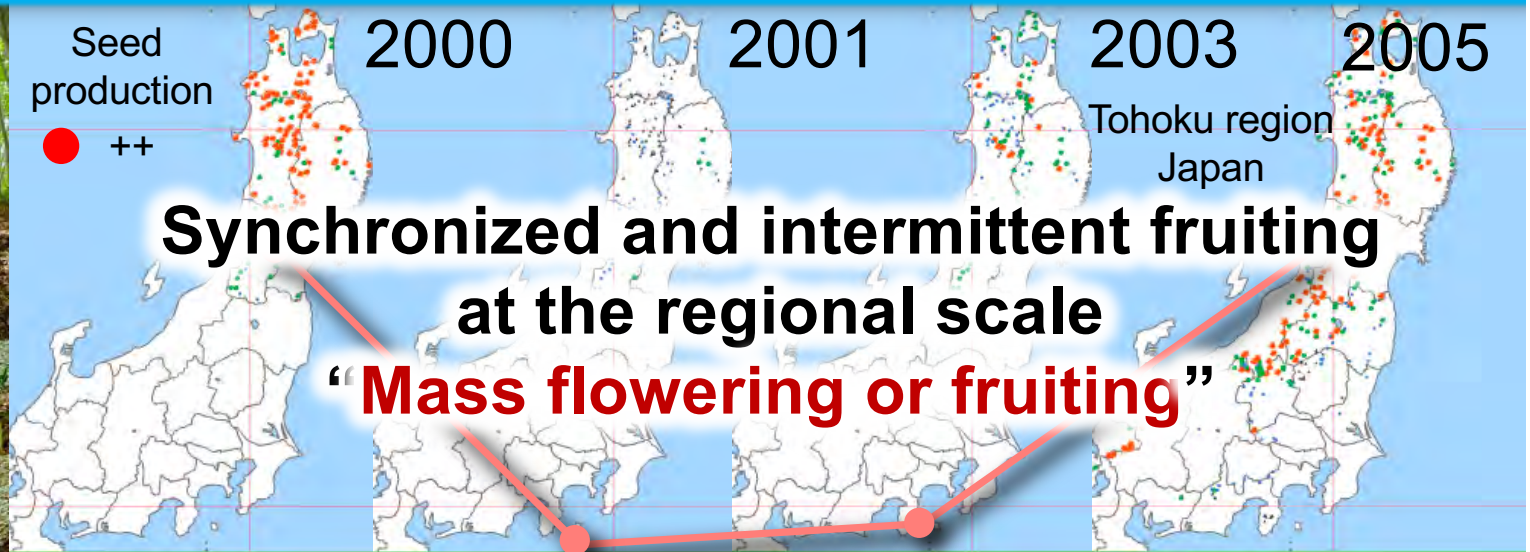 Seed
production
++
2000
2001
2003
2005
Tohoku region
Japan
Synchronized and intermittent fruiting
at the regional scale
“Mass flowering or fruiting”